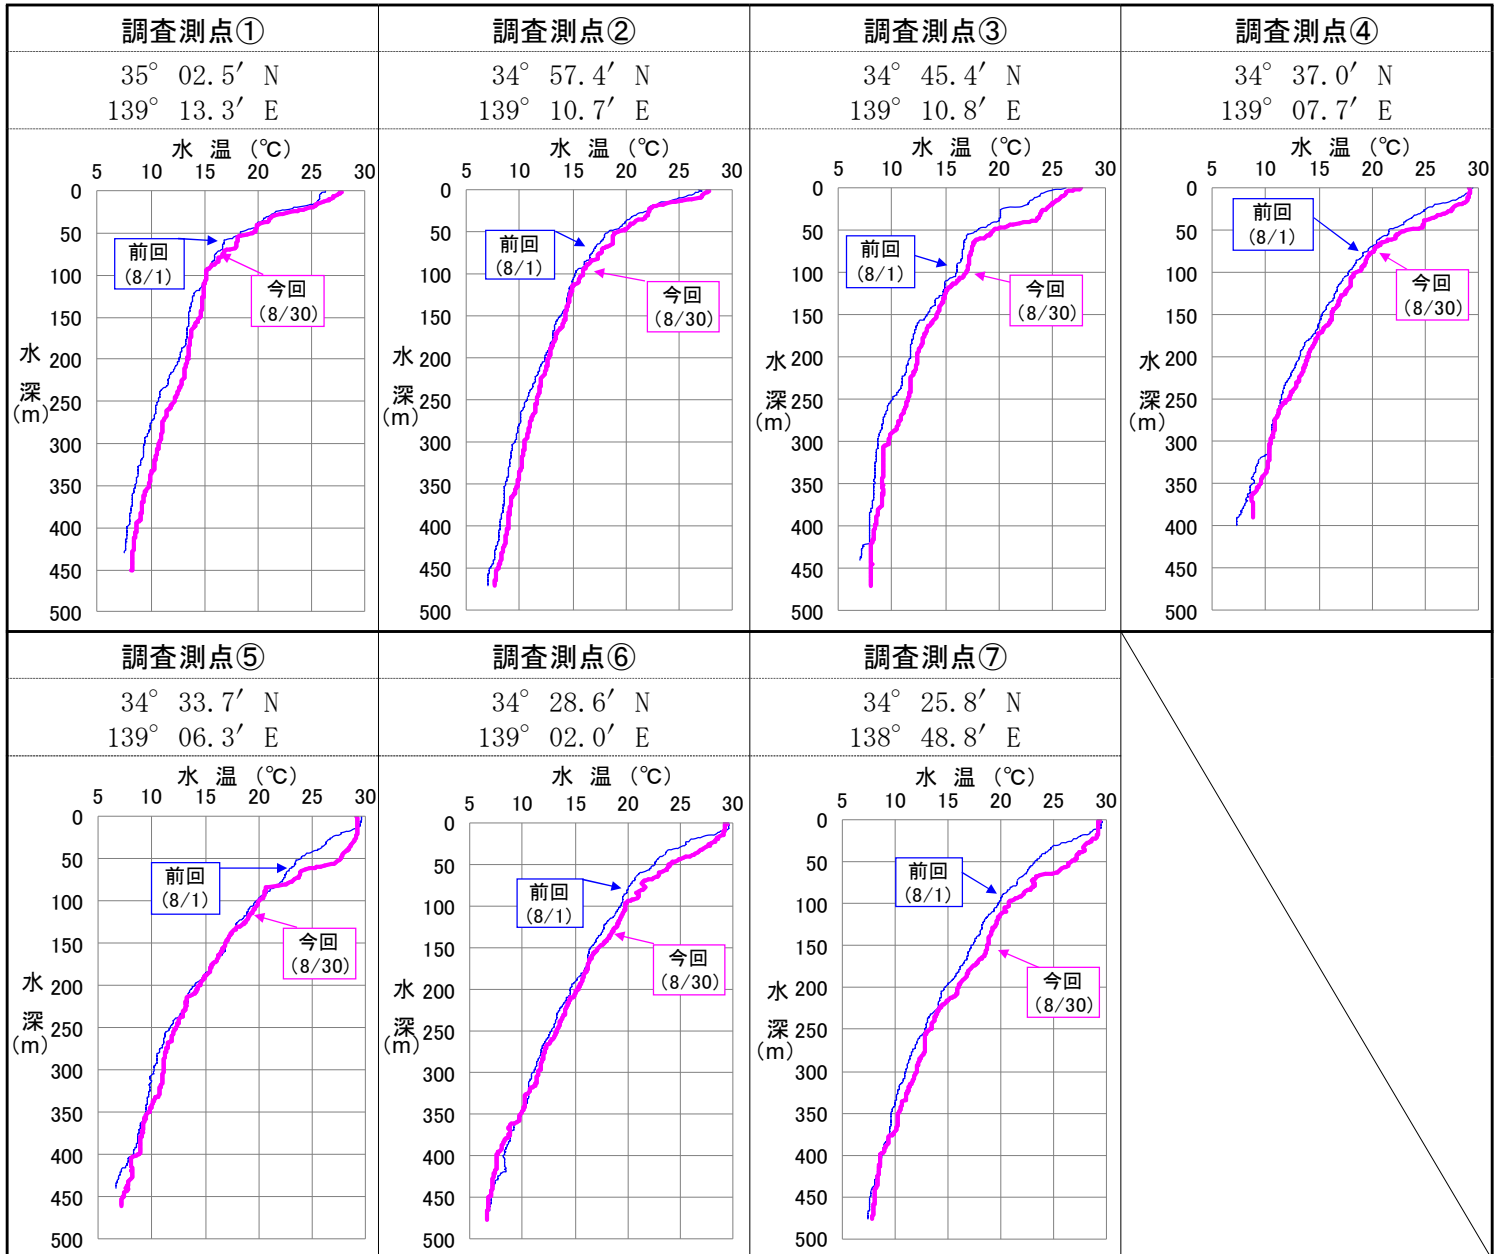 調査測点①
35° 02.5′ N
139° 13.3′ E
水 温 (℃)
5 10 15 20 25 30
0
50
100
150
200
250
300
350
400
450
500
水深(m)
前回
(8/1)
今回
(8/30)
調査測点②
34° 57.4′ N
139° 10.7′ E
水 温 (℃)
5 10 15 20 25 30
0
50
100
150
200
250
300
350
400
450
500
水深(m)
前回
(8/1)
今回
(8/30)
調査測点③
34° 45.4′ N
139° 10.8′ E
水 温 (℃)
5 10 15 20 25 30
0
50
100
150
200
250
300
350
400
450
500
水深(m)
前回
(8/1)
今回
(8/30)
調査測点④
34° 37.0′ N
139° 07.7′ E
水 温 (℃)
5 10 15 20 25 30
0
50
100
150
200
250
300
350
400
450
500
水深(m)
前回
(8/1)
今回
(8/30)
調査測点⑤
34° 33.7′ N
139° 06.3′ E
水 温 (℃)
5 10 15 20 25 30
0
50
100
150
200
250
300
350
400
450
500
水深(m)
前回
(8/1)
今回
(8/30)
調査測点⑥
34° 28.6′ N
139° 02.0′ E
水 温 (℃)
5 10 15 20 25 30
0
50
100
150
200
250
300
350
400
450
500
水深(m)
前回
(8/1)
今回
(8/30)
調査測点⑦
34° 25.8′ N
138° 48.8′ E
水 温 (℃)
5 10 15 20 25 30
0
50
100
150
200
250
300
350
400
450
500
水深(m)
前回
(8/1)
今回
(8/30)